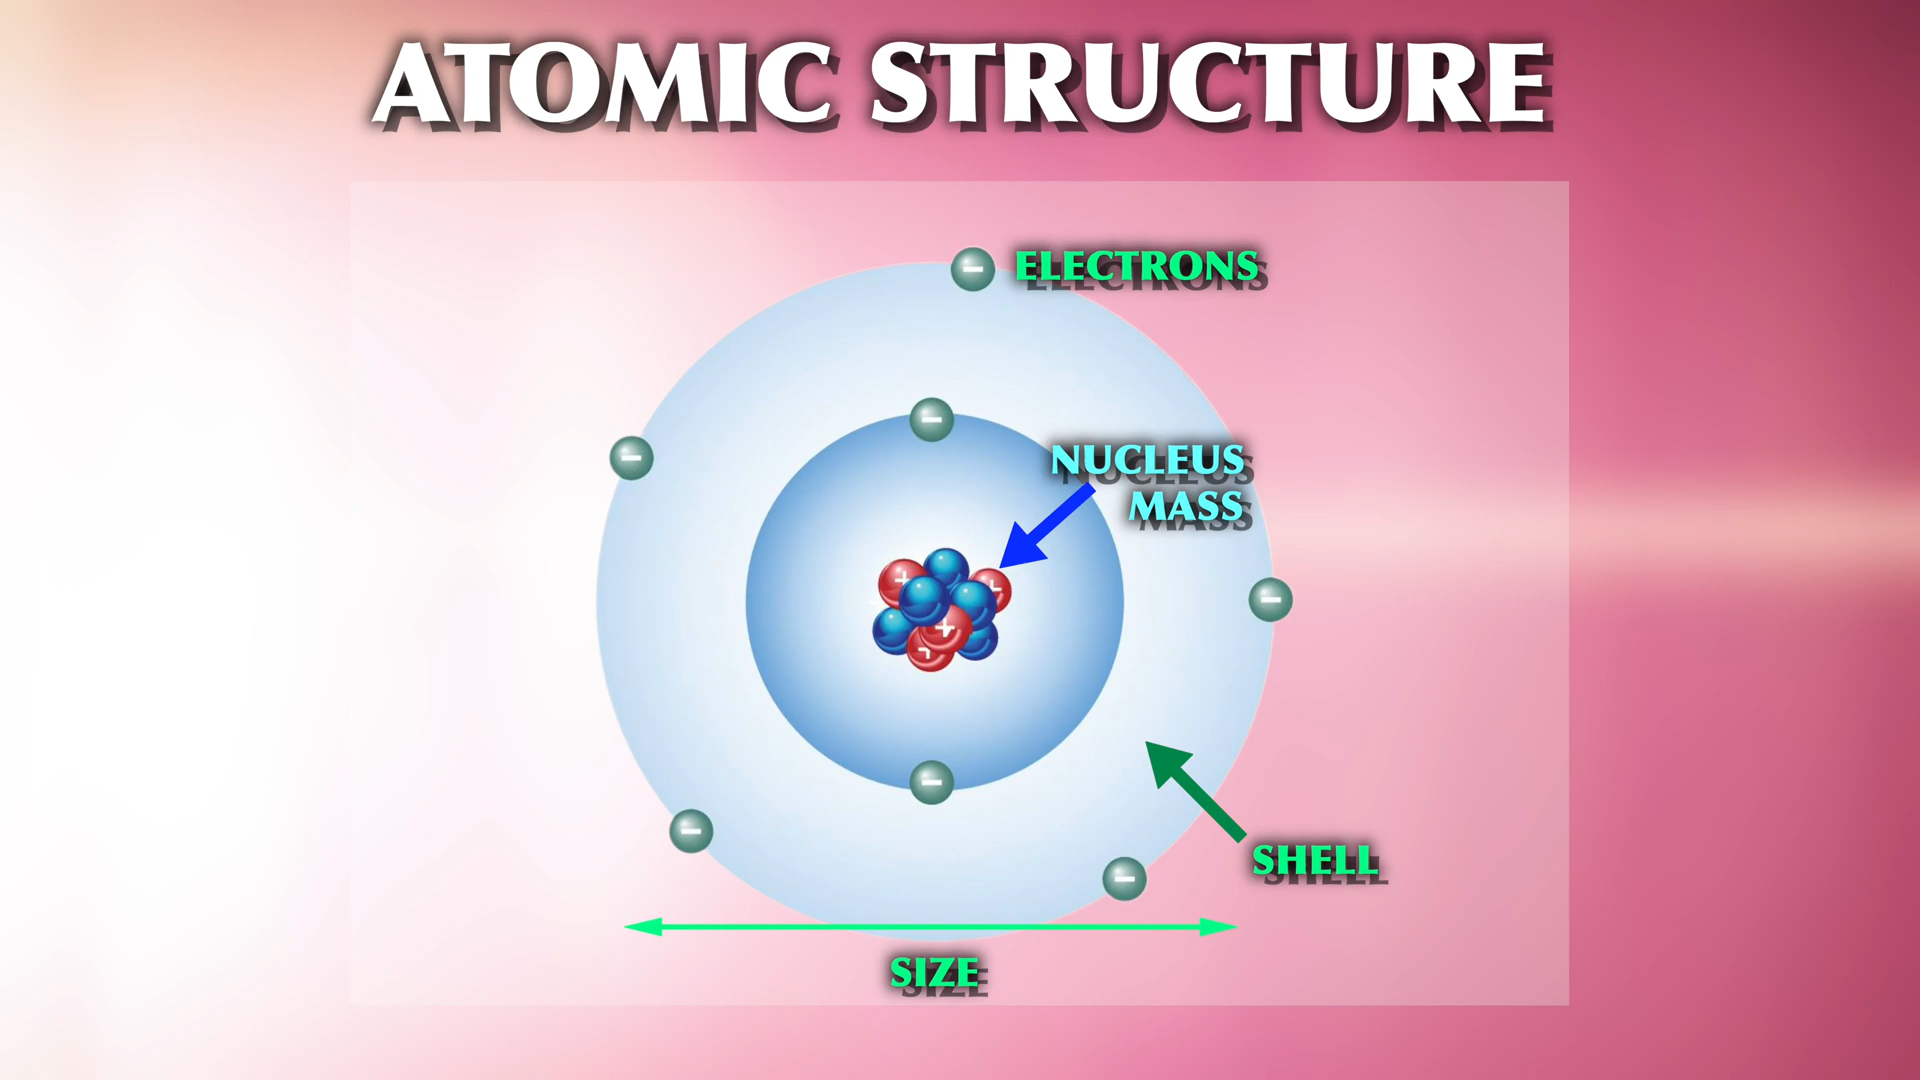 ATOMIC STRUCTURE
ELECTRONS
NUCLEUS
MASS
SHELL
SIZE